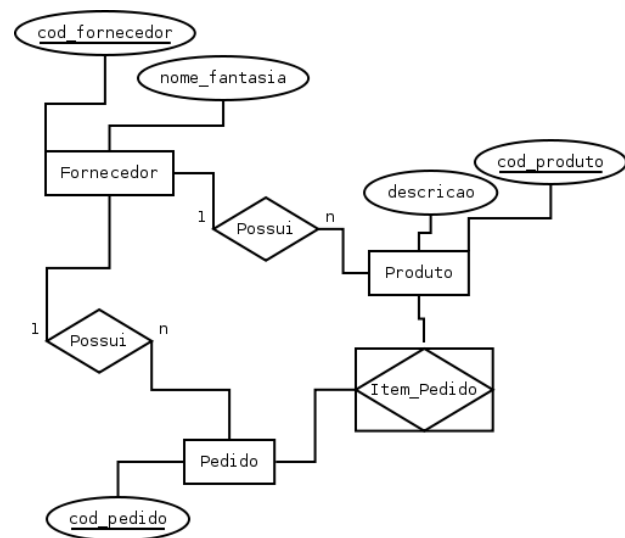 cod_fornecedor
nome_fantasia
Fornecedor
cod_produto
descricao
1
Possui
n
Produto
1
Possui
n
Item_Pedido
Pedido
cod_pedido